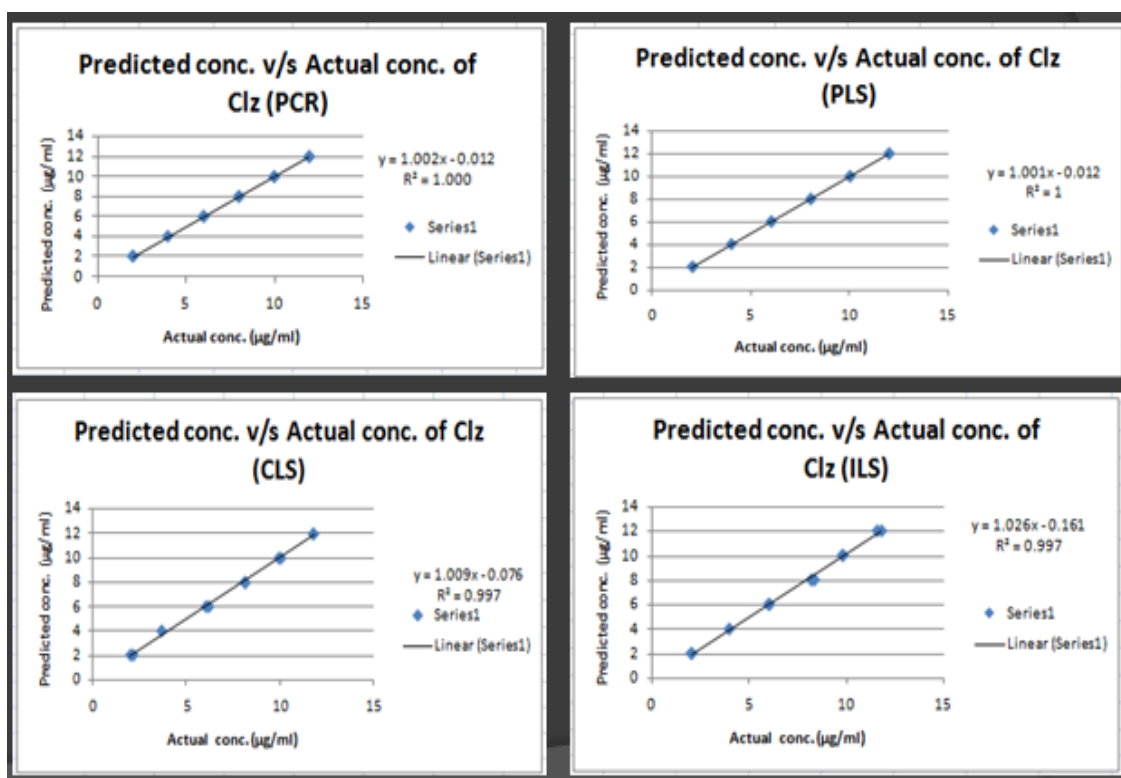 Predicted conc. v/s Actual conc. of
Clz (PCR)
Predicted conc. (µg/ml)
14
12
10
8
6
4
2
0
0 5 10 15
Actual conc. (µg/ml)
y = 1.002x - 0.012
R² = 1.000
Series1
Linear (Series1)
Predicted conc. v/s Actual conc. of Clz
(PLS)
Predicted conc. (µg/ml)
14
12
10
8
6
4
2
0
0 5 10 15
Actual conc. (µg/ml)
y = 1.001x - 0.012
R² = 1
Series1
Linear (Series1)
Predicted conc. v/s Actual conc. of Clz
(CLS)
Predicted conc. (µg/ml)
14
12
10
8
6
4
2
0
0 5 10 15
Actual conc. (µg/ml)
y = 1.009x - 0.076
R² = 0.997
Series1
Linear (Series1)
Predicted conc. v/s Actual conc. of
Clz (ILS)
Predicted conc. (µg/ml)
14
12
10
8
6
4
2
0
0 5 10 15
Actual conc. (µg/ml)
y = 1.026x - 0.161
R² = 0.997
Series1
Linear (Series1)